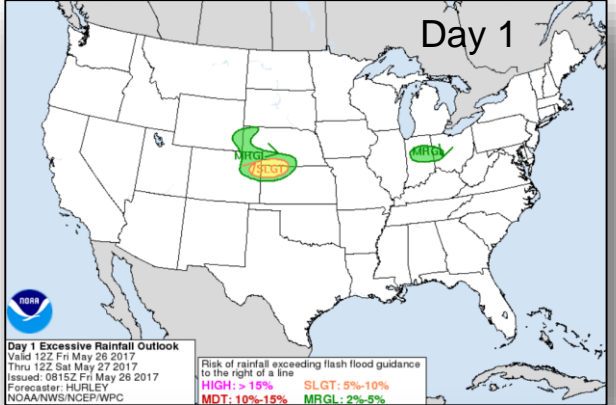 Day 1
MRGL
SLGT
MRGL
NOAA
Day 1 Excessive Rainfall Outlook
Valid 12Z Fri May 26 2017
Thru 12Z Sat May 27 2017
Issued: 0815Z Fri May 26 2017
Forecaster: HURLEY
NOAA/NWS/NCEP/WPC
Risk of rainfall exceeding flash flood guidance
to the right of a line
HIGH: > 15% SLGT: 5%-10%
MDT: 10%-15% MRGL: 2%-5%